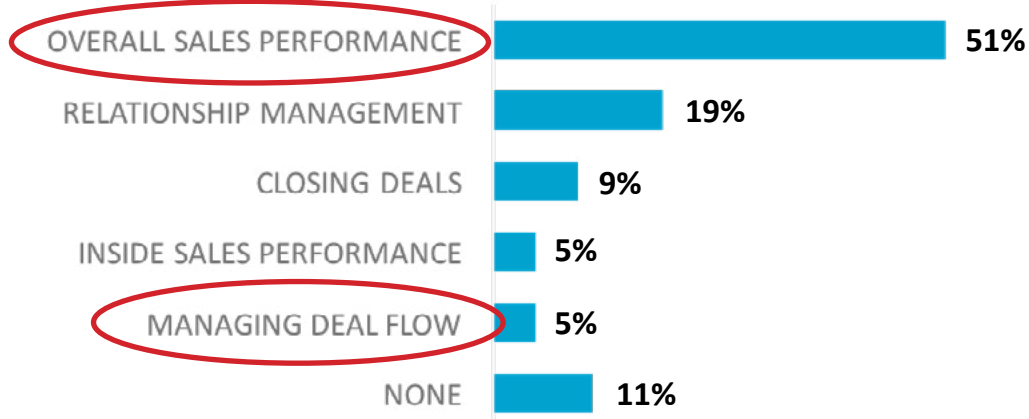 OVERALL SALES PERFORMANCE 51%
RELATIONSHIP MANAGEMENT 19%
CLOSING DEALS 9%
INSIDE SALES PERFORMANCE 5%
MANAGING DEAL FLOW 5%
NONE 11%